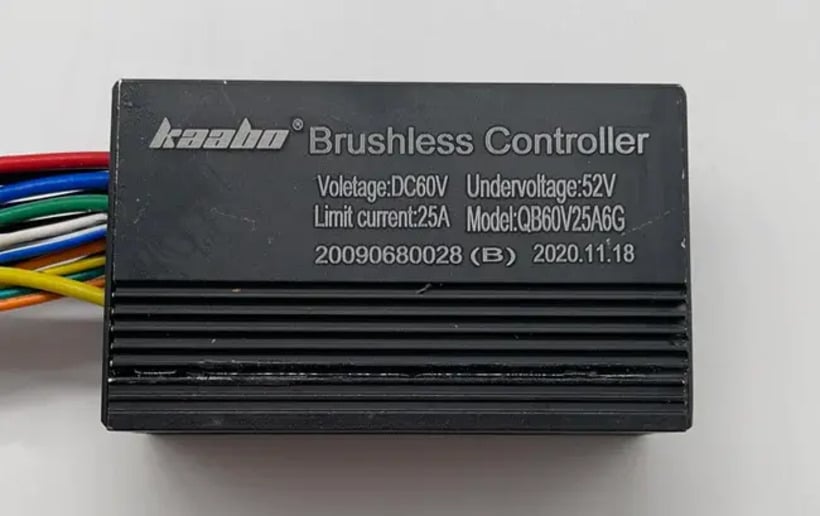 kaabo® Brushless Controller
Voletage:DC60V Undervoltage:52V
Limit current:25A Model:QB60V25A6G
20090680028 (B) 2020.11.18